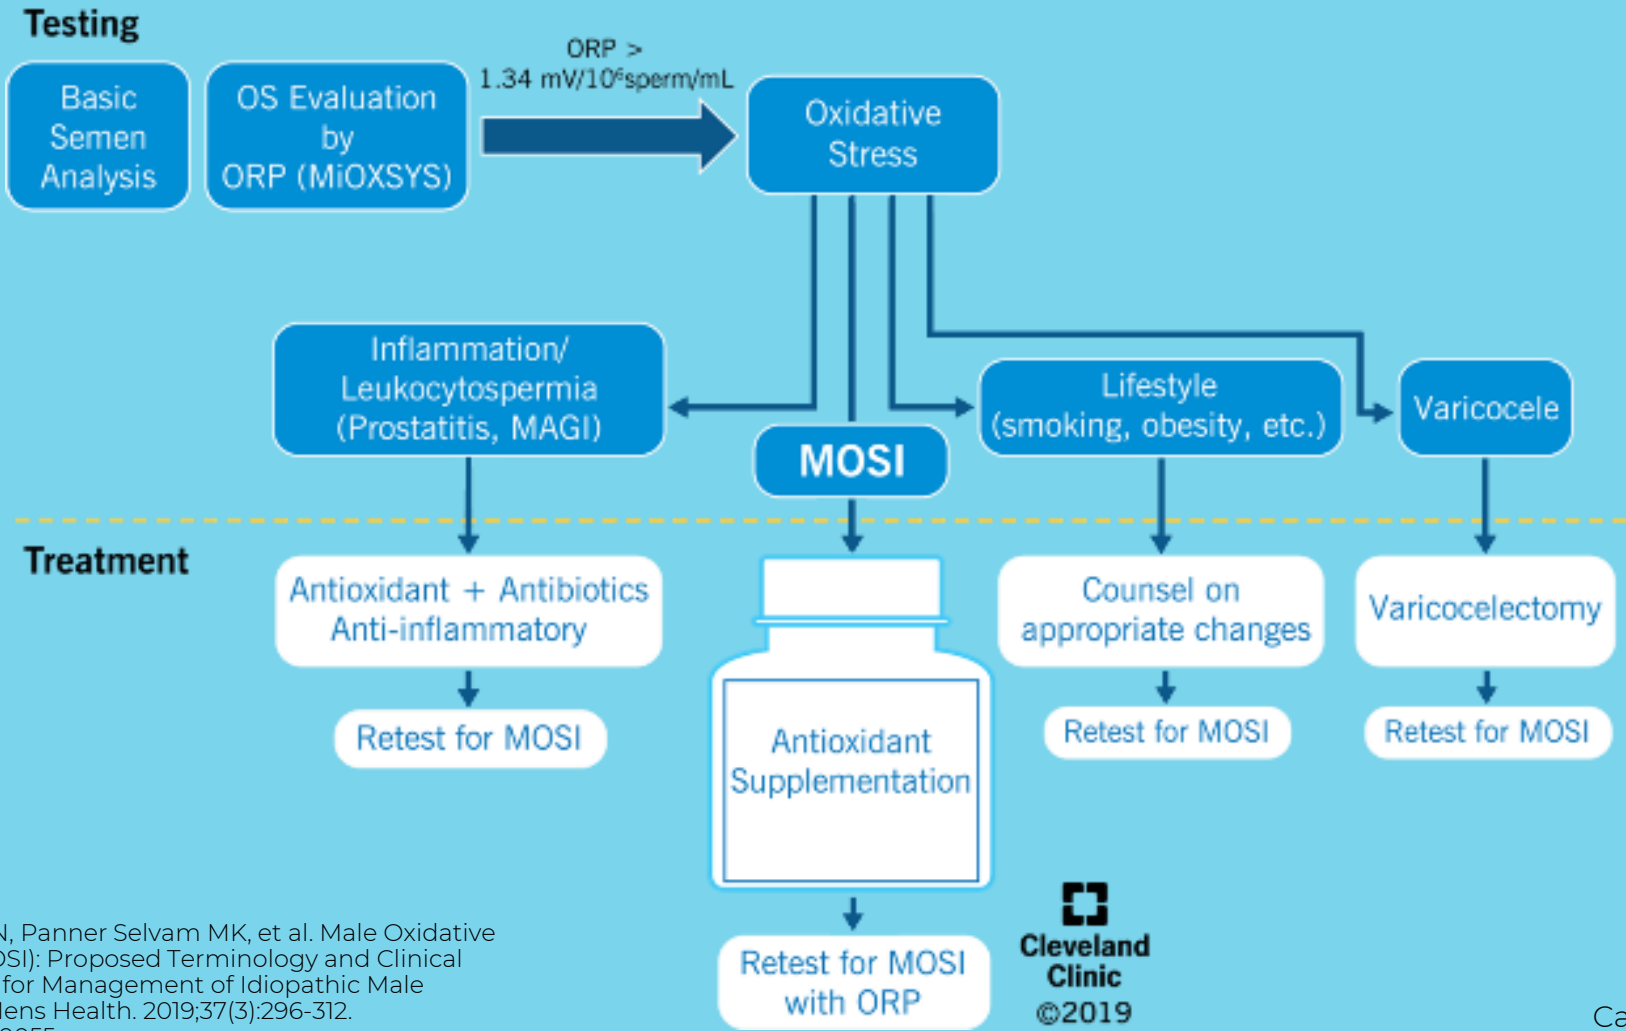 Testing
Basic
Semen
Analysis
OS Evaluation
by
ORP (MiOXSYS)
ORP >
1.34 mV/10⁶sperm/mL
Oxidative
Stress
Inflammation/
Leukocytospermia
(Prostatitis, MAGI)
MOSI
Lifestyle
(smoking, obesity, etc.)
Varicocele
Treatment
Antioxidant + Antibiotics
Anti-inflammatory
Retest for MOSI
Antioxidant
Supplementation
Retest for MOSI
with ORP
Counsel on
appropriate changes
Retest for MOSI
Varicocelectomy
Retest for MOSI
Cleveland
Clinic
©2019
N, Panner Selvam MK, et al. Male Oxidative
OSI): Proposed Terminology and Clinical
for Management of Idiopathic Male
Mens Health. 2019;37(3):296-312.
Ca